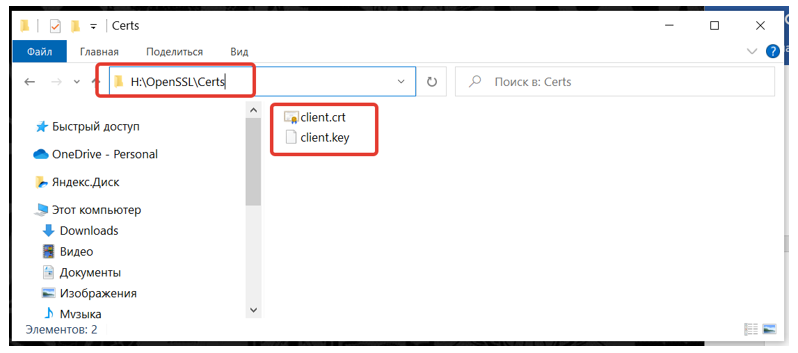 Certs
Файл Главная Поделиться Вид
H:\OpenSSL\Certs
Поиск в: Certs
Быстрый доступ
OneDrive - Personal
Яндекс.Диск
Этот компьютер
Downloads
Видео
Документы
Изображения
Музыка
client.crt
client.key
Элементов: 2